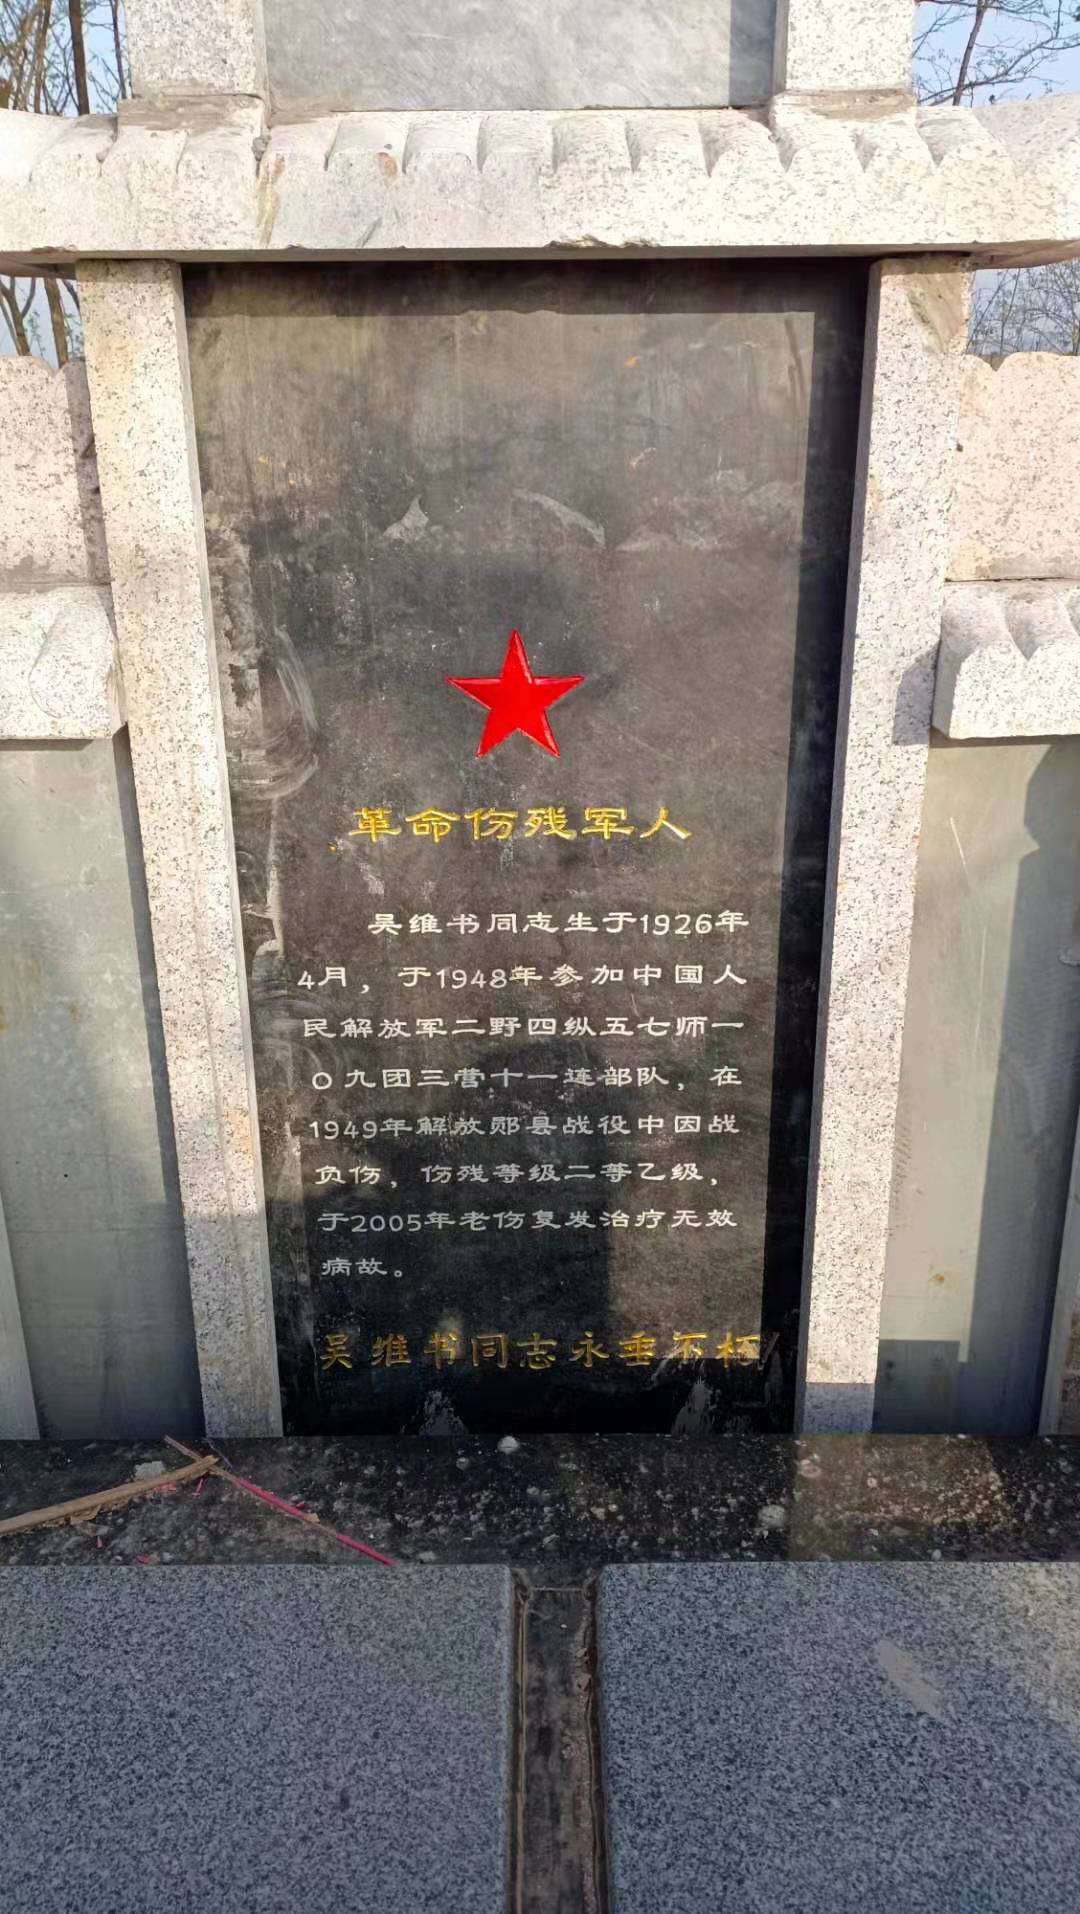 革命伤残军人
吴维书同志生于1926年
4月，于1948年参加中国人
民解放军二野四纵五七师一
○九团三营十一连部队，在
1949年解放郧县战役中因战
负伤，伤残等级二等乙级，
于2005年老伤复发治疗无效
病故。
吴维书同志永垂不朽